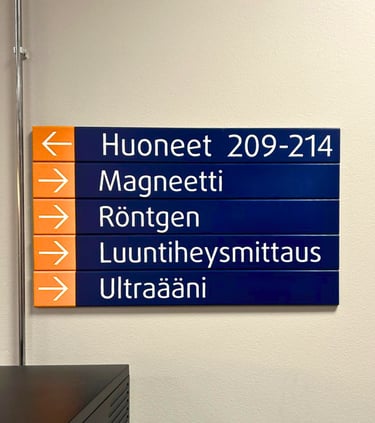 Huoneet 209-214
Magneetti
Röntgen
Luuntiheysmittaus
Ultraääni